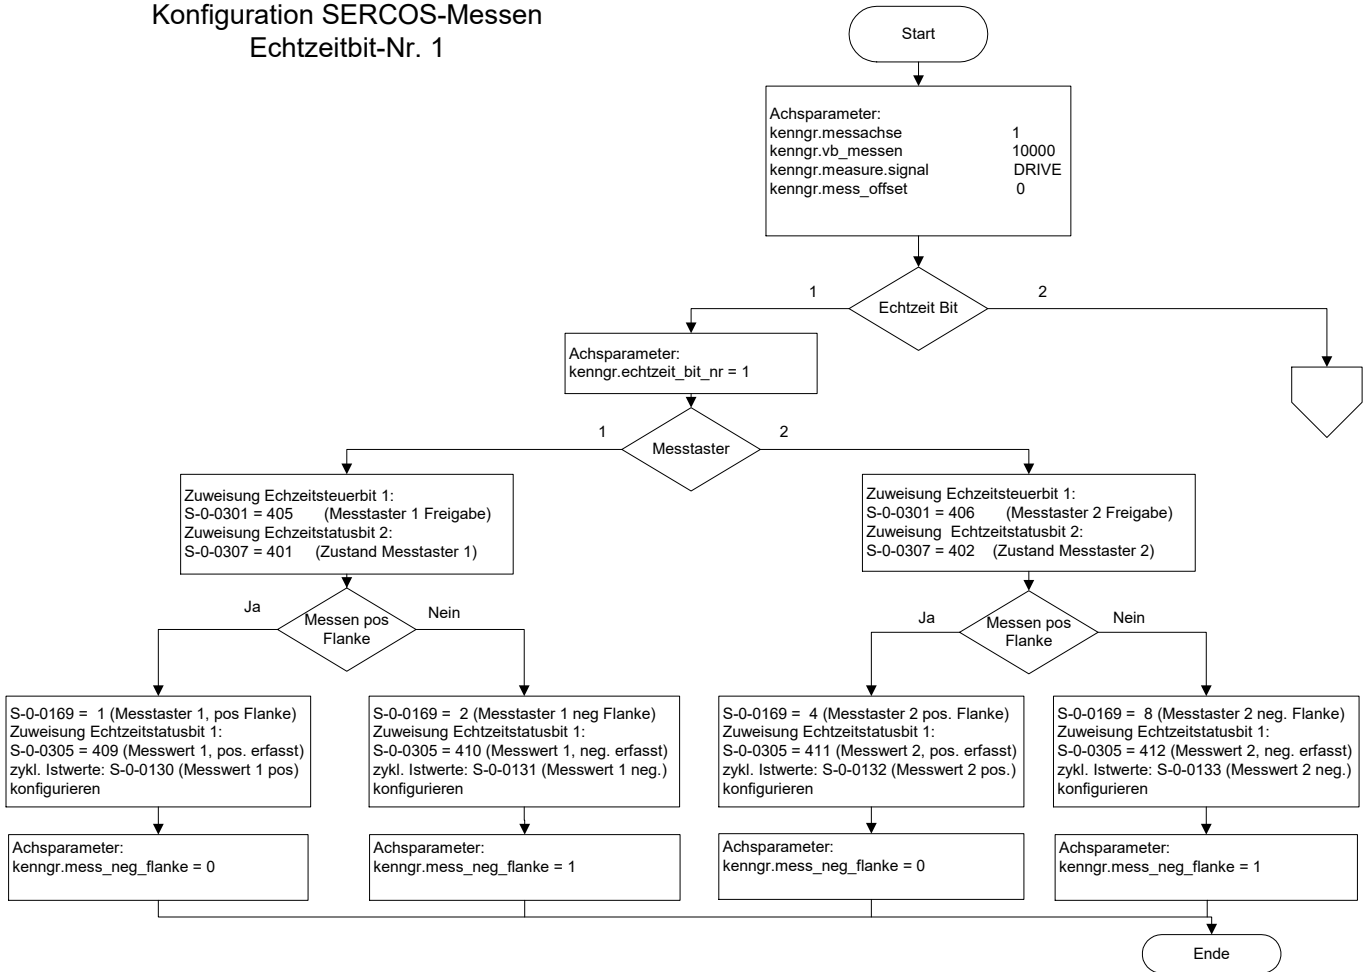 Konfiguration SERCOS-Messen
Echtzeitbit-Nr. 1
Start
Achsparameter:
kenngr.messachse 1
kenngr.vb_messen 10000
kenngr.measure.signal DRIVE
kenngr.mess_offset 0
1
Echtzeit Bit
2
Achsparameter:
kenngr.echtzeit_bit_nr = 1
1
Messtaster
2
Zuweisung Echzeitsteuerbit 1:
S-0-0301 = 405 (Messtaster 1 Freigabe)
Zuweisung Echzeitstatusbit 2:
S-0-0307 = 401 (Zustand Messtaster 1)
Zuweisung Echzeitsteuerbit 1:
S-0-0301 = 406 (Messtaster 2 Freigabe)
Zuweisung Echtzeitstatusbit 2:
S-0-0307 = 402 (Zustand Messtaster 2)
Ja
Messen pos
Flanke
Nein
Ja
Messen pos
Flanke
Nein
S-0-0169 = 1 (Messtaster 1, pos Flanke)
Zuweisung Echtzeitstatusbit 1:
S-0-0305 = 409 (Messwert 1, pos. erfasst)
zykl. Istwerte: S-0-0130 (Messwert 1 pos)
konfigurieren
S-0-0169 = 2 (Messtaster 1 neg Flanke)
Zuweisung Echtzeitstatusbit 1:
S-0-0305 = 410 (Messwert 1, neg. erfasst)
zykl. Istwerte: S-0-0131 (Messwert 1 neg.)
konfigurieren
S-0-0169 = 4 (Messtaster 2 pos. Flanke)
Zuweisung Echtzeitstatusbit 1:
S-0-0305 = 411 (Messwert 2, pos. erfasst)
zykl. Istwerte: S-0-0132 (Messwert 2 pos.)
konfigurieren
S-0-0169 = 8 (Messtaster 2 neg. Flanke)
Zuweisung Echtzeitstatusbit 1:
S-0-0305 = 412 (Messwert 2, neg. erfasst)
zykl. Istwerte: S-0-0133 (Messwert 2 neg.)
konfigurieren
Achsparameter:
kenngr.mess_neg_flanke = 0
Achsparameter:
kenngr.mess_neg_flanke = 1
Achsparameter:
kenngr.mess_neg_flanke = 0
Achsparameter:
kenngr.mess_neg_flanke = 1
Ende